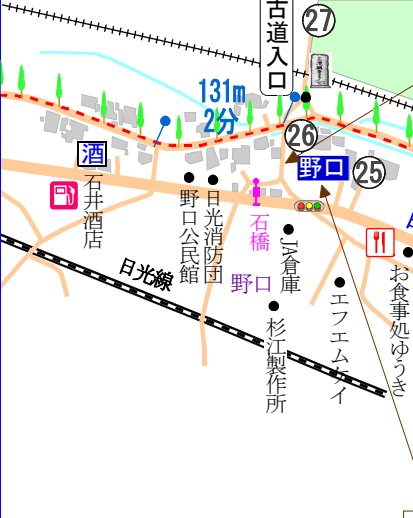 古道入口
27
131m
2分
26
酒
野口
25
石井酒店
野口公民館
日光消防団
石橋
JA倉庫
日光線
野口
お食事処ゆうき
エフエムケイ
杉江製作所